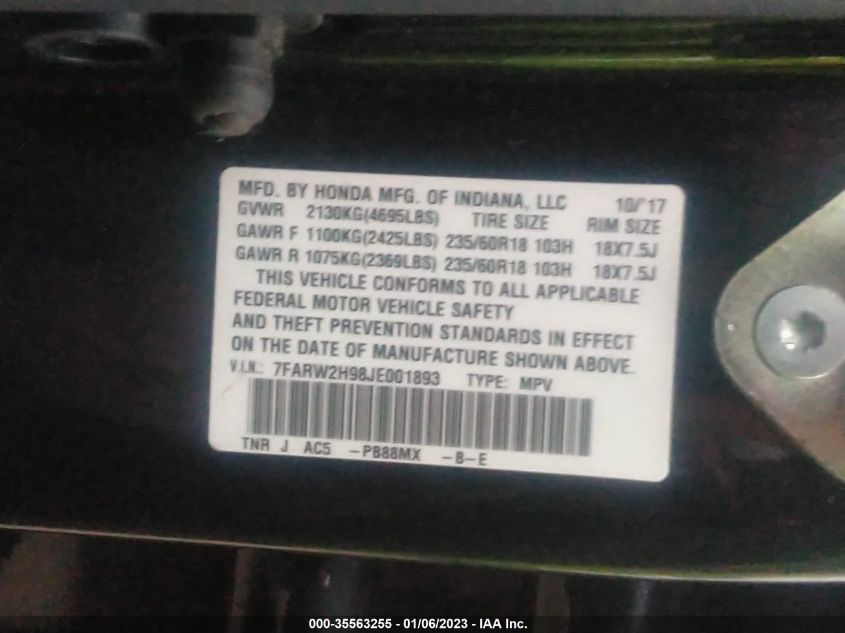 MFD. BY HONDA MFG. OF INDIANA, LLC 10/'17
GVWR 2130KG(4695LBS) TIRE SIZE RIM SIZE
GAWR F 1100KG(2425LBS) 235/60R18 103H 18X7.5J
GAWR R 1075KG(2369LBS) 235/60R18 103H 18X7.5J
THIS VEHICLE CONFORMS TO ALL APPLICABLE
FEDERAL MOTOR VEHICLE SAFETY
AND THEFT PREVENTION STANDARDS IN EFFECT
ON THE DATE OF MANUFACTURE SHOWN ABOVE.
V.I.N.: 7FARW2H98JE001893 TYPE: MPV
TNR J AC5 -PB88MX -B-E
000-35563255 - 01/06/2023 - IAA Inc.